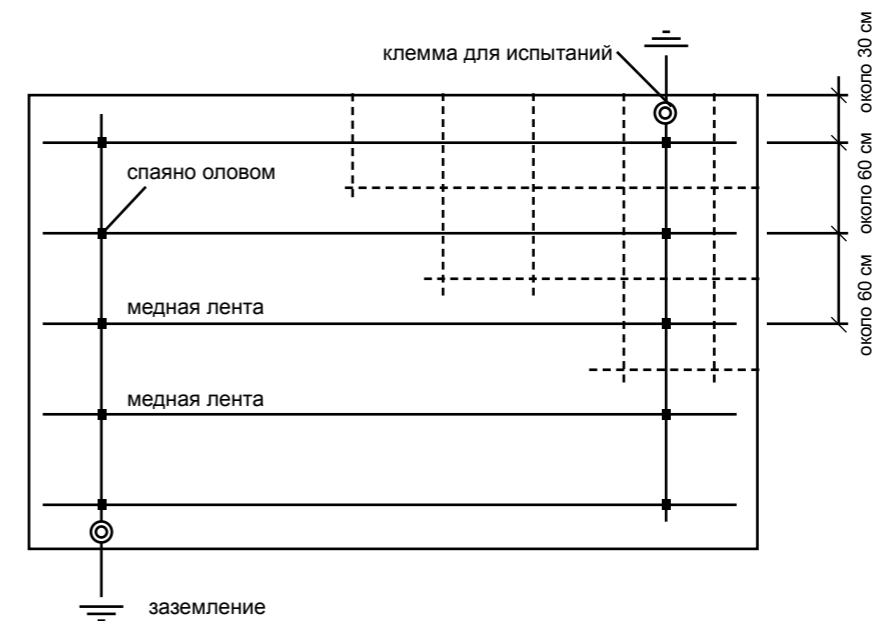 клемма для испытаний
около 30 см
спаяно оловом
около 60 см
медная лента
около 60 см
медная лента
заземление